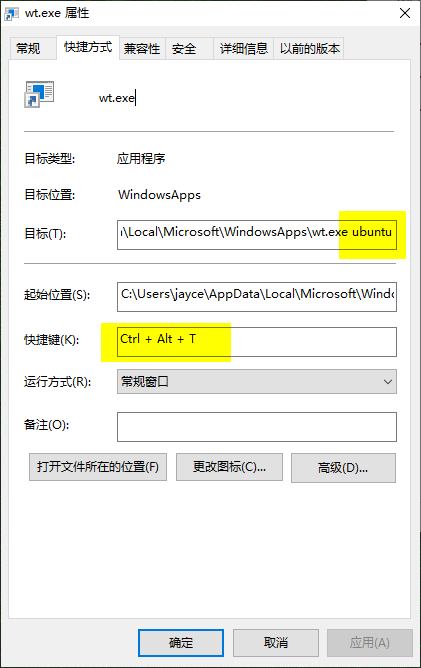 wt.exe 属性
常规 快捷方式 兼容性 安全 详细信息 以前的版本
wt.exe
目标类型: 应用程序
目标位置: WindowsApps
目标(T): \Local\Microsoft\WindowsApps\wt.exe ubuntu
起始位置(S): C:\Users\jayce\AppData\Local\Microsoft\Windo
快捷键(K): Ctrl + Alt + T
运行方式(R): 常规窗口
备注(O):
打开文件所在的位置(F) 更改图标(C)... 高级(D)...
确定 取消 应用(A)